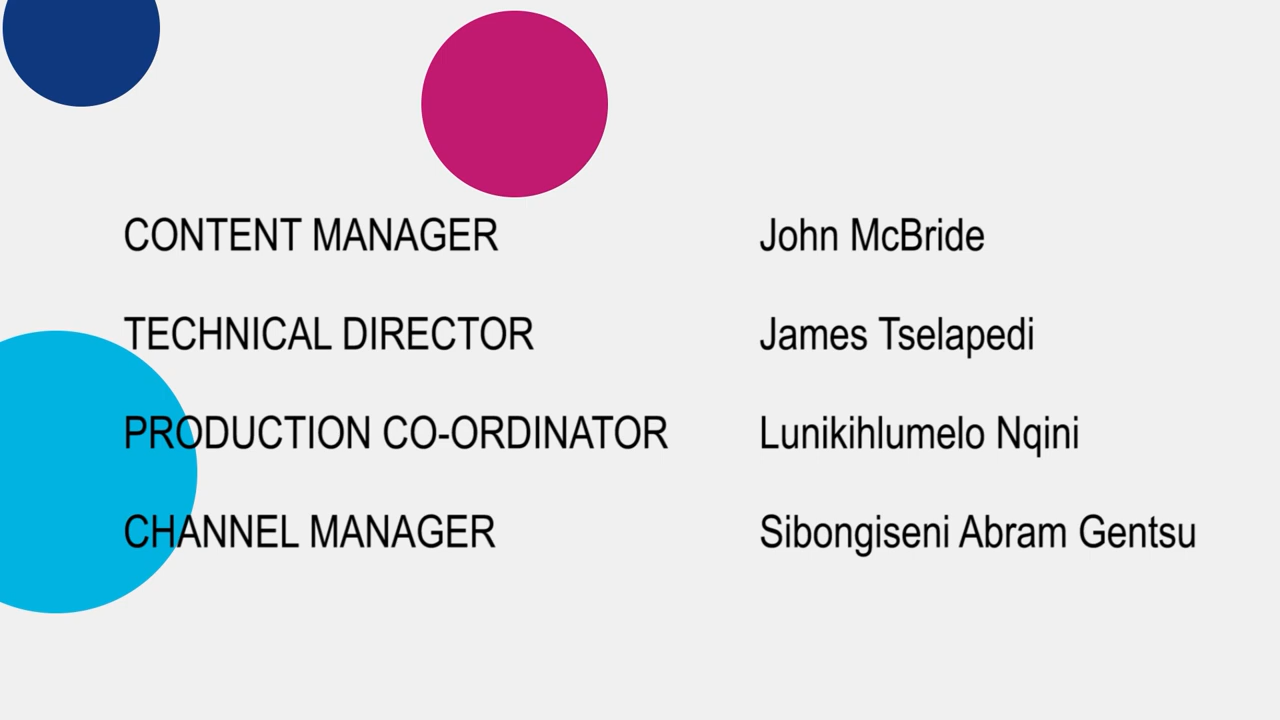 CONTENT MANAGER John McBride
TECHNICAL DIRECTOR James Tselapedi
PRODUCTION CO-ORDINATOR Lunikihlumelo Nqini
CHANNEL MANAGER Sibongiseni Abram Gentsu